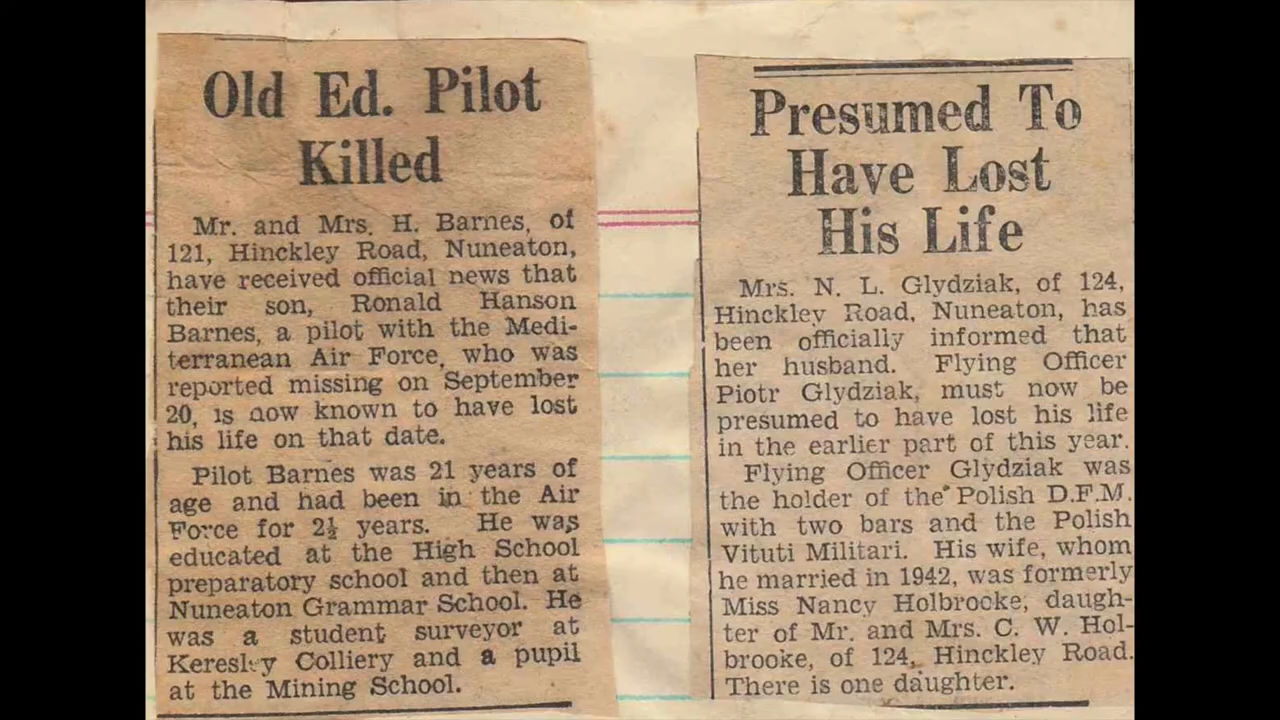 Old Ed. Pilot
Killed
Mr. and Mrs. H. Barnes, of
121, Hinckley Road, Nuneaton,
have received official news that
their son, Ronald Hanson
Barnes, a pilot with the Medi-
terranean Air Force, who was
reported missing on September
20, is now known to have lost
his life on that date.
Pilot Barnes was 21 years of
age and had been in the Air
Force for 2½ years. He was
educated at the High School
preparatory school and then at
Nuneaton Grammar School. He
was a student surveyor at
Keresley Colliery and a pupil
at the Mining School.
Presumed To
Have Lost
His Life
Mrs. N. L. Glydziak, of 124,
Hinckley Road, Nuneaton, has
been officially informed that
her husband. Flying Officer
Piotr Glydziak, must now be
presumed to have lost his life
in the earlier part of this year.
Flying Officer Glydziak was
the holder of the Polish D.F.M.
with two bars and the Polish
Vituti Militari. His wife, whom
he married in 1942, was formerly
Miss Nancy Holbrooke, daugh-
ter of Mr. and Mrs. C. W. Hol-
brooke, of 124, Hinckley Road.
There is one daughter.